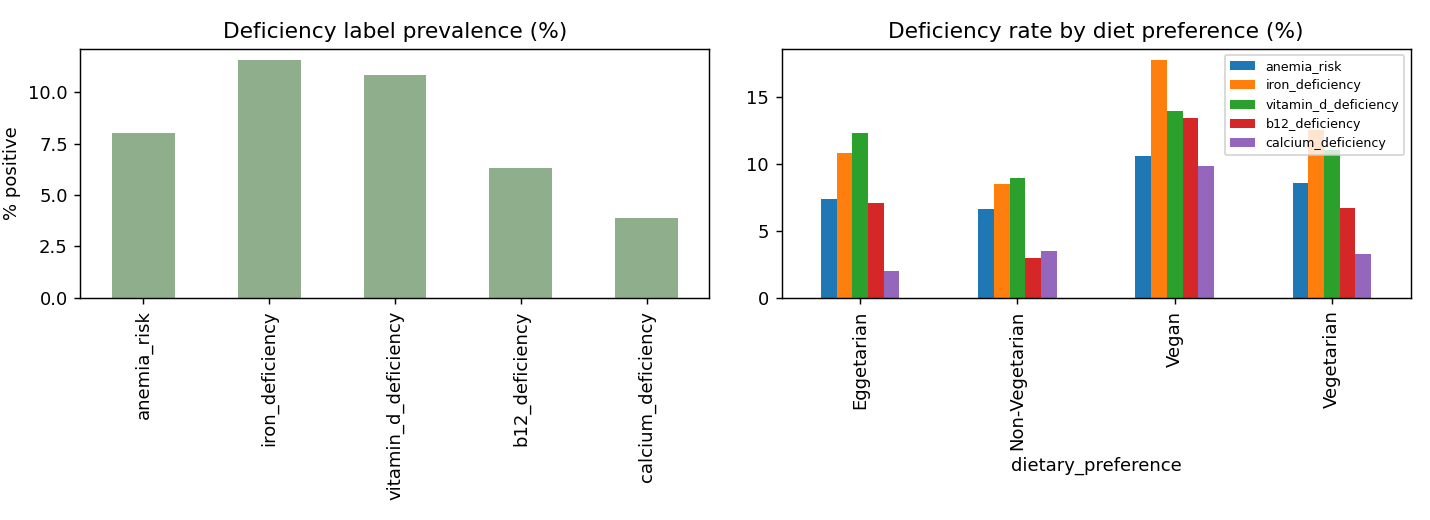 Deficiency label prevalence (%)
% positive
10.0
7.5
5.0
2.5
0.0
anemia_risk
iron_deficiency
vitamin_d_deficiency
b12_deficiency
calcium_deficiency
Deficiency rate by diet preference (%)
15
10
5
0
anemia_risk
iron_deficiency
vitamin_d_deficiency
b12_deficiency
calcium_deficiency
Eggetarian
Non-Vegetarian
Vegan
Vegetarian
dietary_preference